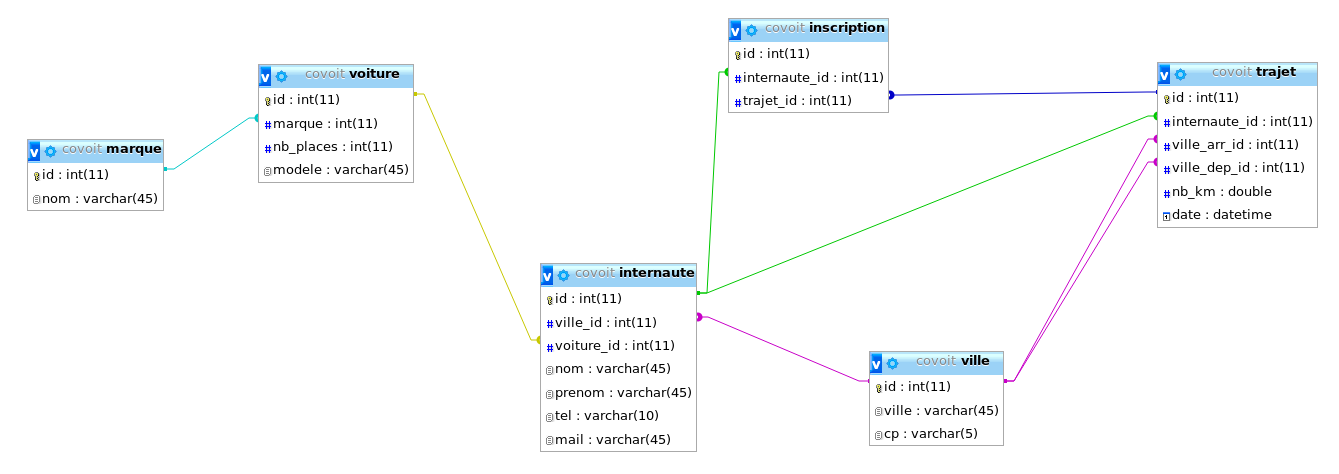 covoit marque
id : int(11)
nom : varchar(45)
covoit voiture
id : int(11)
marque : int(11)
nb_places : int(11)
modele : varchar(45)
covoit internaute
id : int(11)
ville_id : int(11)
voiture_id : int(11)
nom : varchar(45)
prenom : varchar(45)
tel : varchar(10)
mail : varchar(45)
covoit inscription
id : int(11)
internaute_id : int(11)
trajet_id : int(11)
covoit ville
id : int(11)
ville : varchar(45)
cp : varchar(5)
covoit trajet
id : int(11)
internaute_id : int(11)
ville_arr_id : int(11)
ville_dep_id : int(11)
nb_km : double
date : datetime